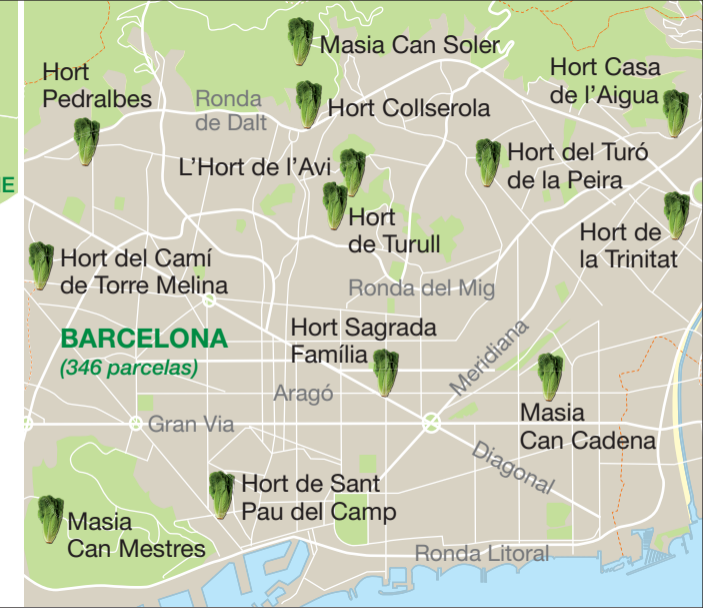 Masia Can Soler
Hort
Pedralbes
Hort Casa
de l'Aigua
Ronda
de Dalt
Hort Collserola
L'Hort de l'Avi
Hort del Turó
de la Peira
Hort
de Turull
Hort de
la Trinitat
Hort del Camí
de Torre Melina
Ronda del Mig
BARCELONA
(346 parcelas)
Hort Sagrada
Família
Meridiana
Aragó
Gran Via
Masia
Can Cadena
Diagonal
Hort de Sant
Pau del Camp
Masia
Can Mestres
Ronda Litoral